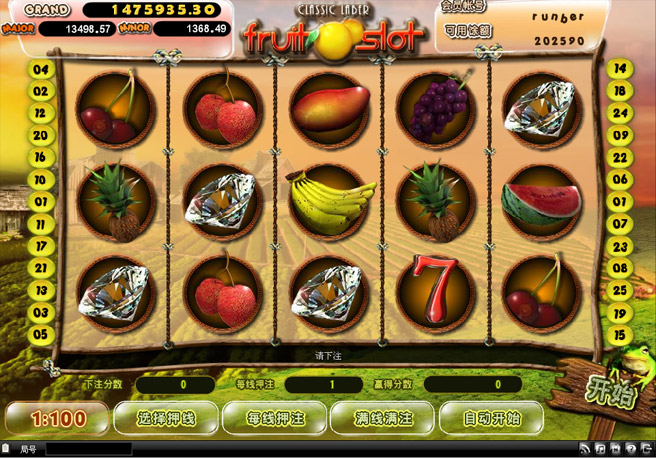 GRAND 1475935.30
MAJOR 13498.57 MINOR 1368.49
CLASSIC LABER
fruit slot
会员帐号 runber
可用馀额 202590
04 14
02 18
12 24
20 09
16 22
10 06
01 01
11 07
17 23
21 08
13 25
03 19
05 15
请下注
下注分数 0 每线押注 1 赢得分数 0
开始
1:100 选择押线 每线押注 满线满注 自动开始
局号